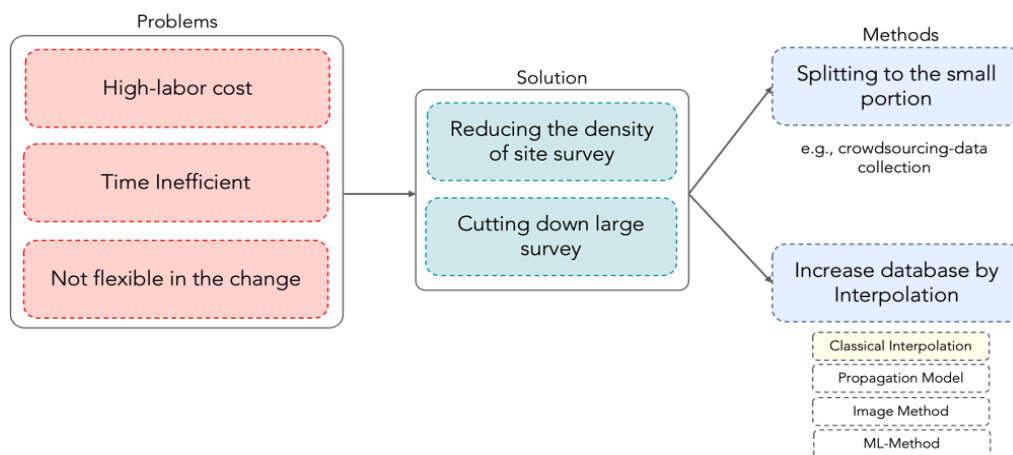 Problems
High-labor cost
Time Inefficient
Not flexible in the change
Solution
Reducing the density
of site survey
Cutting down large
survey
Methods
Splitting to the small
portion
e.g., crowdsourcing-data
collection
Increase database by
Interpolation
Classical Interpolation
Propagation Model
Image Method
ML-Method